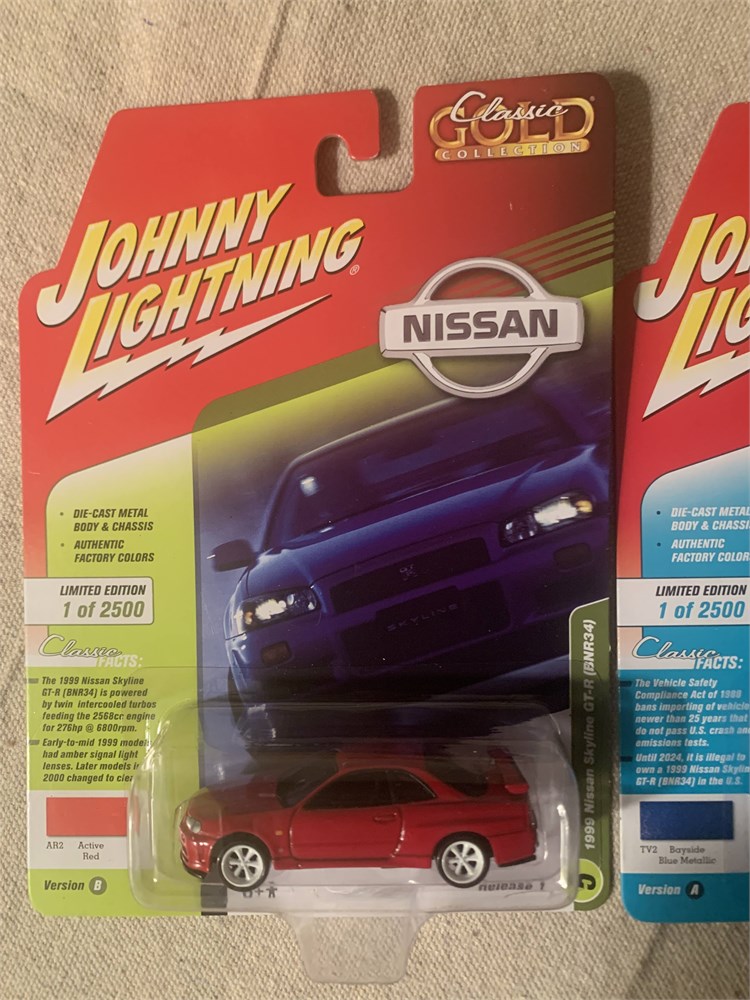 Classic
GOLD
COLLECTION
JOHNNY
LIGHTNING
®
NISSAN
• DIE-CAST METAL
BODY & CHASSIS
• AUTHENTIC
FACTORY COLORS
LIMITED EDITION
1 of 2500
Classic
FACTS:
The 1999 Nissan Skyline
GT-R (BNR34) is powered
by twin intercooled turbos
feeding the 2568cc engine
for 276hp @ 6800rpm.
Early-to-mid 1999 models
had amber signal light
lenses. Later models in
2000 changed to clear
AR2 Active
Red
Version B
SKYLINE
1999 Nissan Skyline GT-R (BNR34)
5
Release 1
JO
LIG
• DIE-CAST METAL
BODY & CHASSIS
• AUTHENTIC
FACTORY COLORS
LIMITED EDITION
1 of 2500
Classic
FACTS:
The Vehicle Safety
Compliance Act of 1988
bans importing of vehicle
newer than 25 years that
do not pass U.S. crash an
emissions tests.
Until 2024, it is illegal to
own a 1999 Nissan Skyline
GT-R (BNR34) in the U.S.
TV2 Bayside
Blue Metallic
Version A